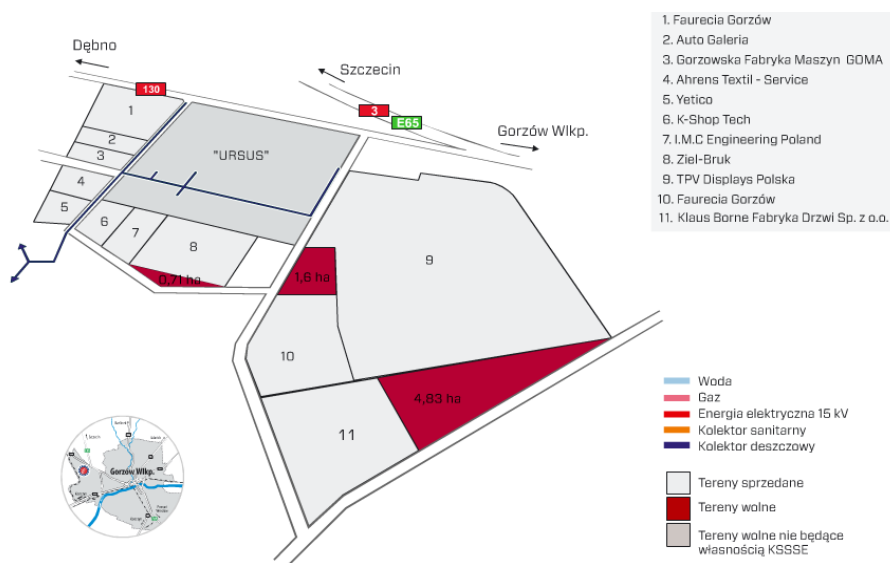 Dębno
130
Szczecin
3
E65
Gorzów Wlkp.
1
2
3
4
5
"URSUS"
6
7
8
0,71 ha
1,6 ha
9
10
4,83 ha
11
1. Faurecia Gorzów
2. Auto Galeria
3. Gorzowska Fabryka Maszyn GOMA
4. Ahrens Textil - Service
5. Yetico
6. K-Shop Tech
7. I.M.C Engineering Poland
8. Ziel-Bruk
9. TPV Displays Polska
10. Faurecia Gorzów
11. Klaus Borne Fabryka Drzwi Sp. z o.o.
Woda
Gaz
Energia elektryczna 15 kV
Kolektor sanitarny
Kolektor deszczowy
Tereny sprzedane
Tereny wolne
Tereny wolne nie będące
własnością KSSSE
Gorzów Wlkp.